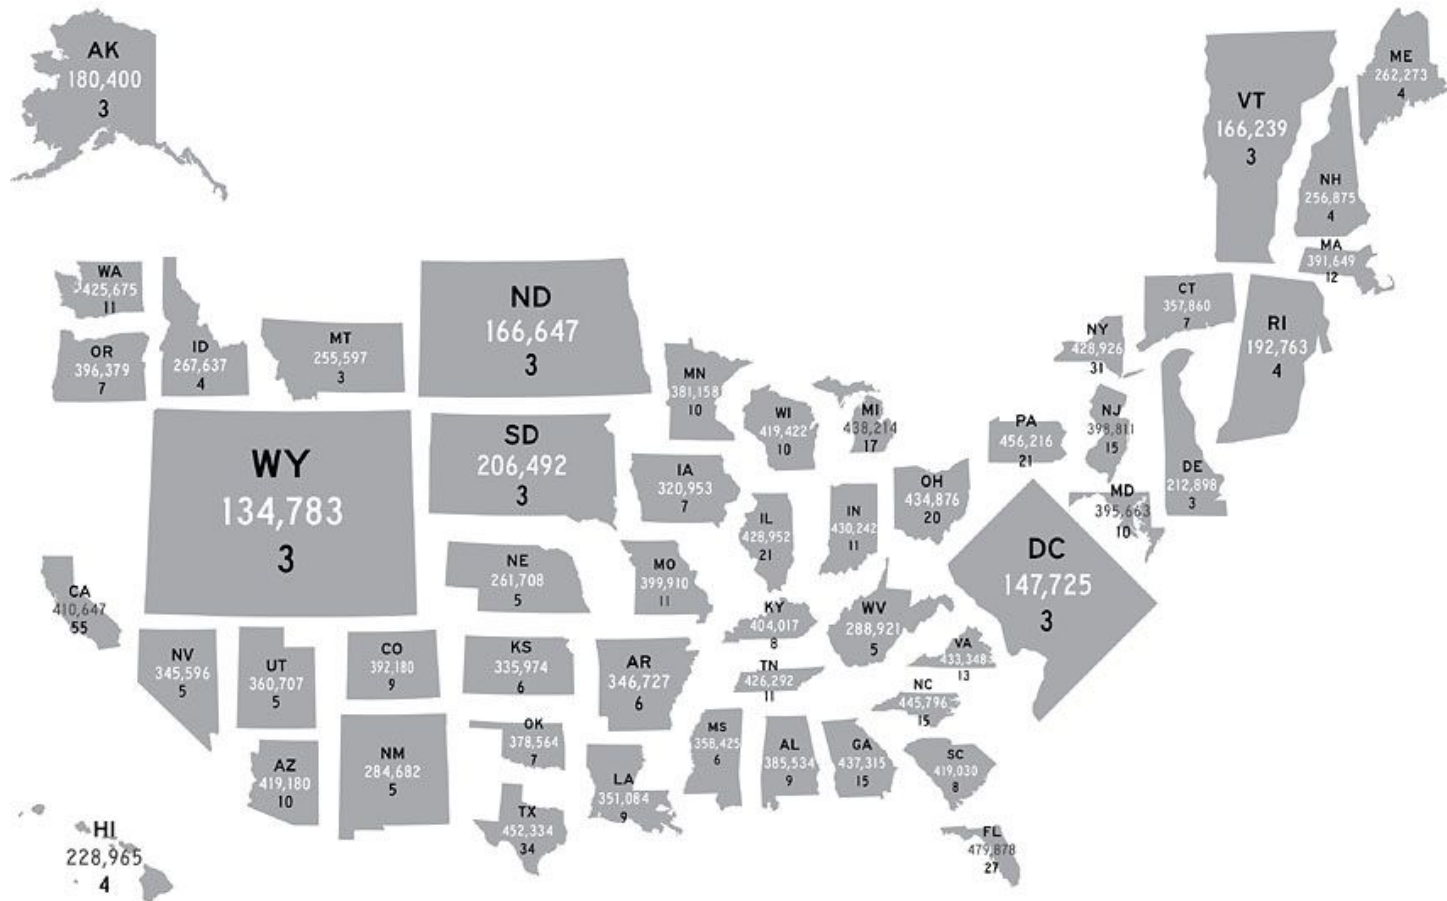 AK
180,400
3
VT
166,239
3
ME
262,273
4
NH
256,875
4
MA
391,649
12
WA
425,675
11
OR
396,379
7
ID
267,637
4
MT
255,597
3
ND
166,647
3
MN
381,158
10
WI
419,422
10
MI
438,214
17
NY
428,926
31
CT
357,860
7
RI
192,763
4
WY
134,783
3
SD
206,492
3
IA
320,953
7
IL
428,952
21
IN
430,242
11
OH
434,876
20
PA
456,216
21
NJ
398,811
15
DE
212,898
3
MD
395,663
10
DC
147,725
3
CA
410,647
55
NE
261,708
5
MO
399,910
11
KY
404,017
8
WV
288,921
5
VA
433,348
13
NV
345,596
5
UT
360,707
5
CO
392,180
9
KS
335,974
6
AR
346,727
6
TN
426,292
11
NC
445,796
15
AZ
419,180
10
NM
284,682
5
OK
378,564
7
LA
351,084
9
MS
358,425
6
AL
385,534
9
GA
437,315
15
SC
419,030
8
TX
452,334
34
FL
479,878
27
HI
228,965
4